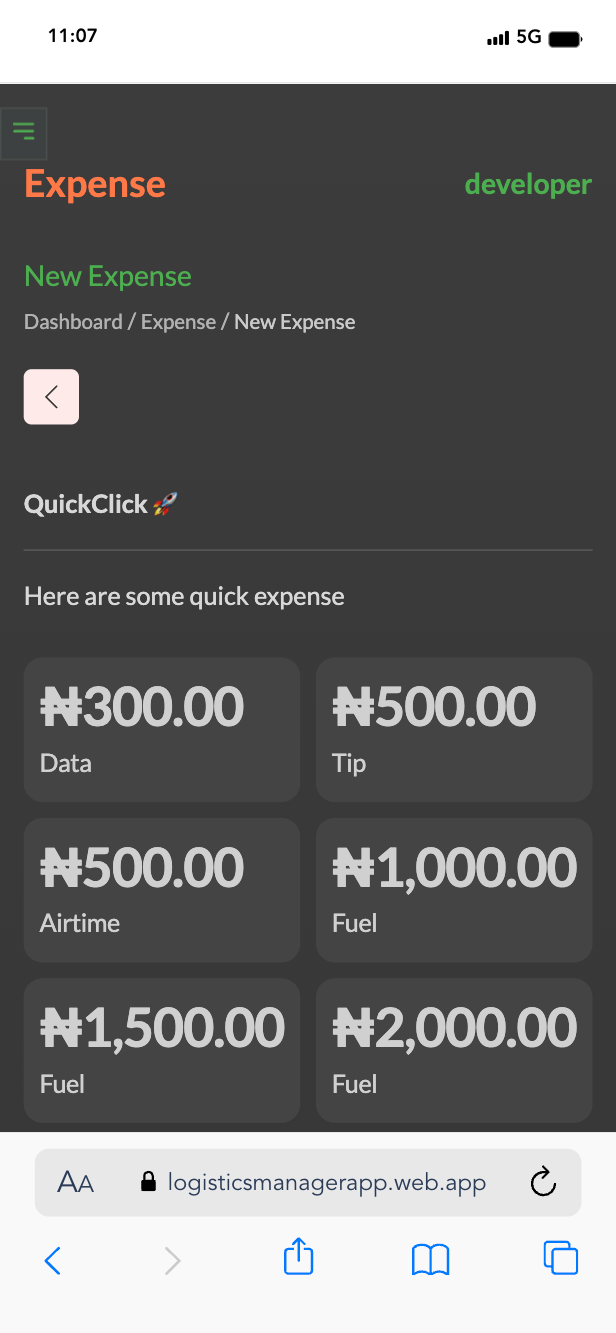 11:07 5G
Expense developer
New Expense
Dashboard / Expense / New Expense
QuickClick 🚀
Here are some quick expense
₦300.00 ₦500.00
Data Tip
₦500.00 ₦1,000.00
Airtime Fuel
₦1,500.00 ₦2,000.00
Fuel Fuel
AA logisticsmanagerapp.web.app